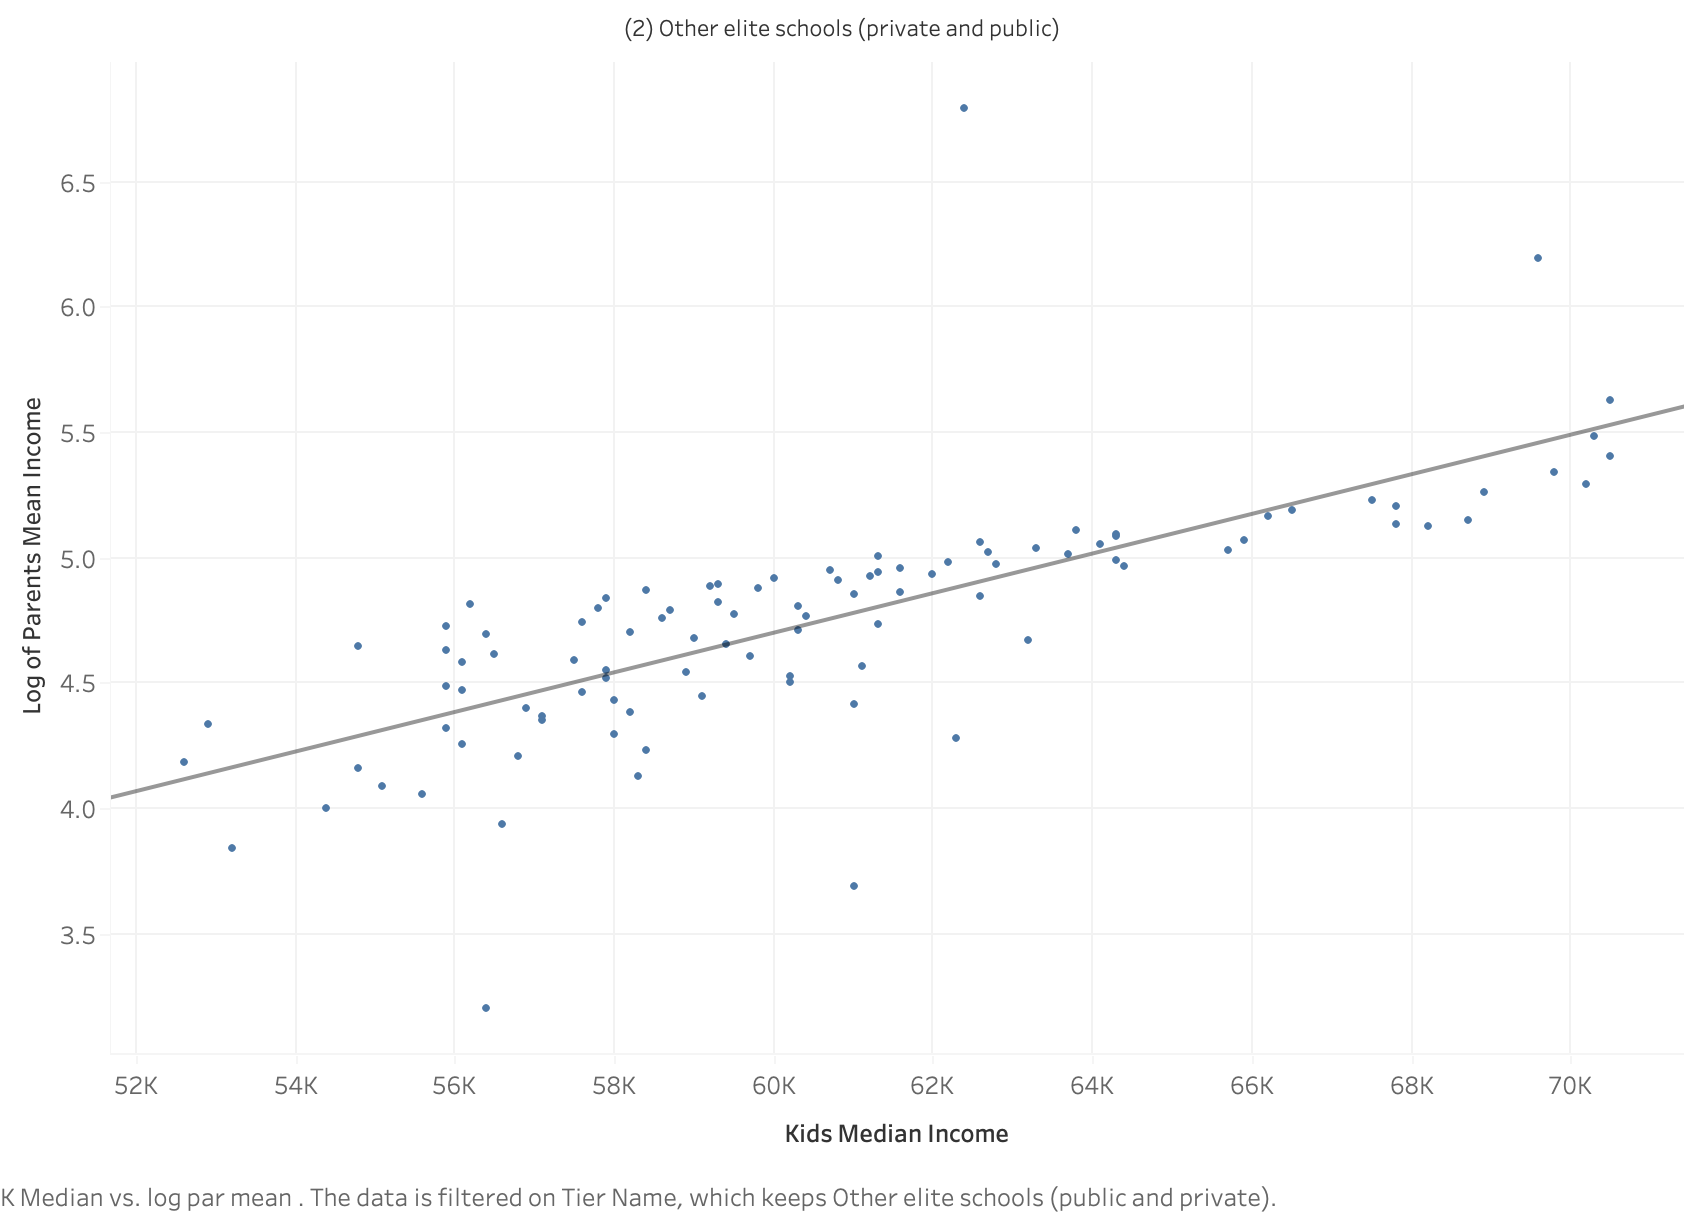 (2) Other elite schools (private and public)
Log of Parents Mean Income
6.5
6.0
5.5
5.0
4.5
4.0
3.5
52K 54K 56K 58K 60K 62K 64K 66K 68K 70K
Kids Median Income
K Median vs. log par mean . The data is filtered on Tier Name, which keeps Other elite schools (public and private).